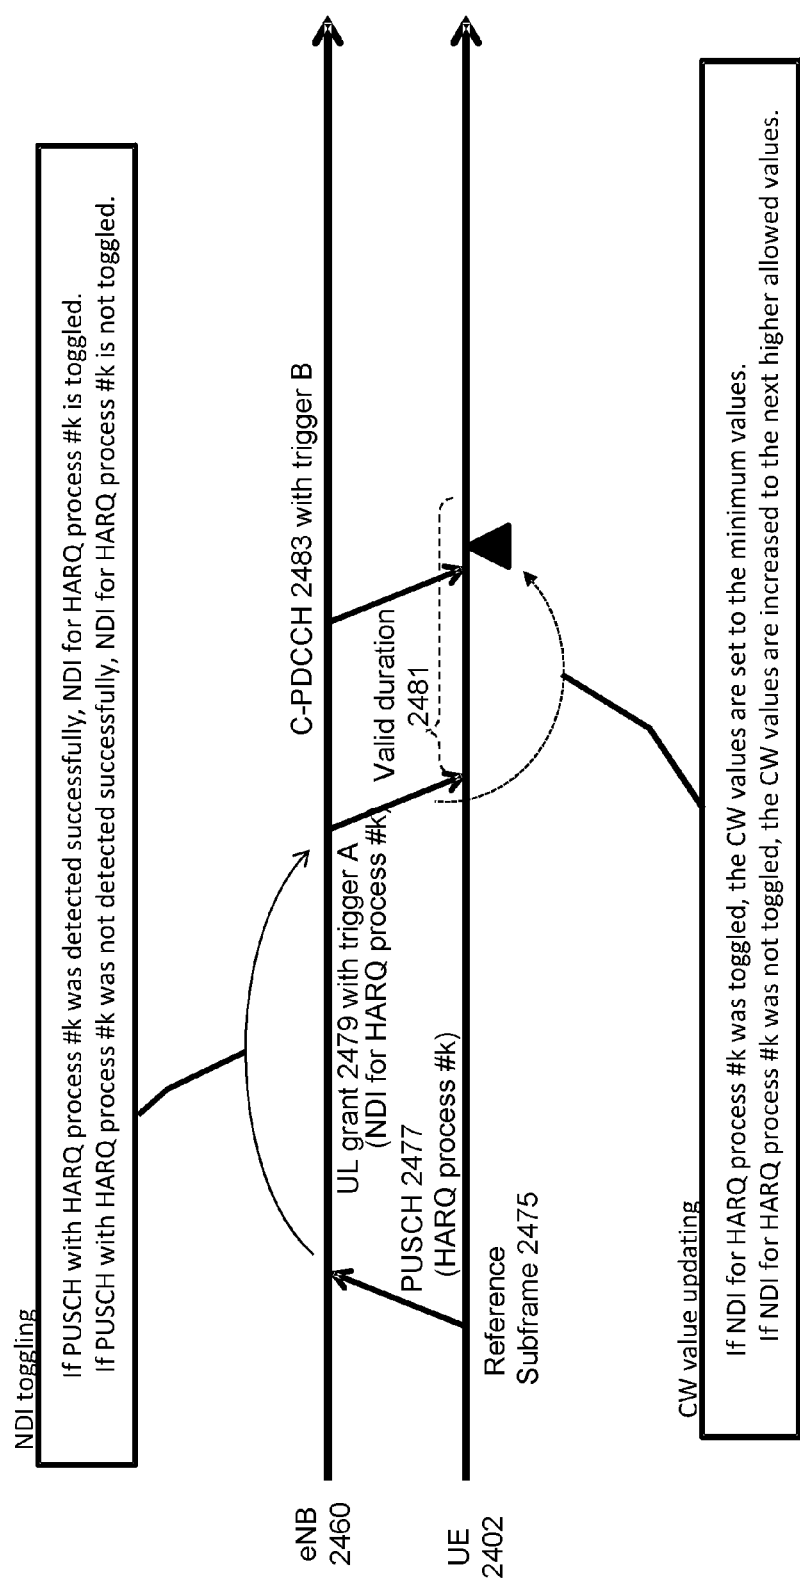 NDI toggling
If PUSCH with HARQ process #k was detected successfully, NDI for HARQ process #k is toggled.
If PUSCH with HARQ process #k was not detected successfully, NDI for HARQ process #k is not toggled.
eNB
2460
C-PDCCH 2483 with trigger B
UL grant 2479 with trigger A
(NDI for HARQ process #k)
Valid duration
2481
PUSCH 2477
(HARQ process #k)
UE
2402
Reference
Subframe 2475
CW value updating
If NDI for HARQ process #k was toggled, the CW values are set to the minimum values.
If NDI for HARQ process #k was not toggled, the CW values are increased to the next higher allowed values.